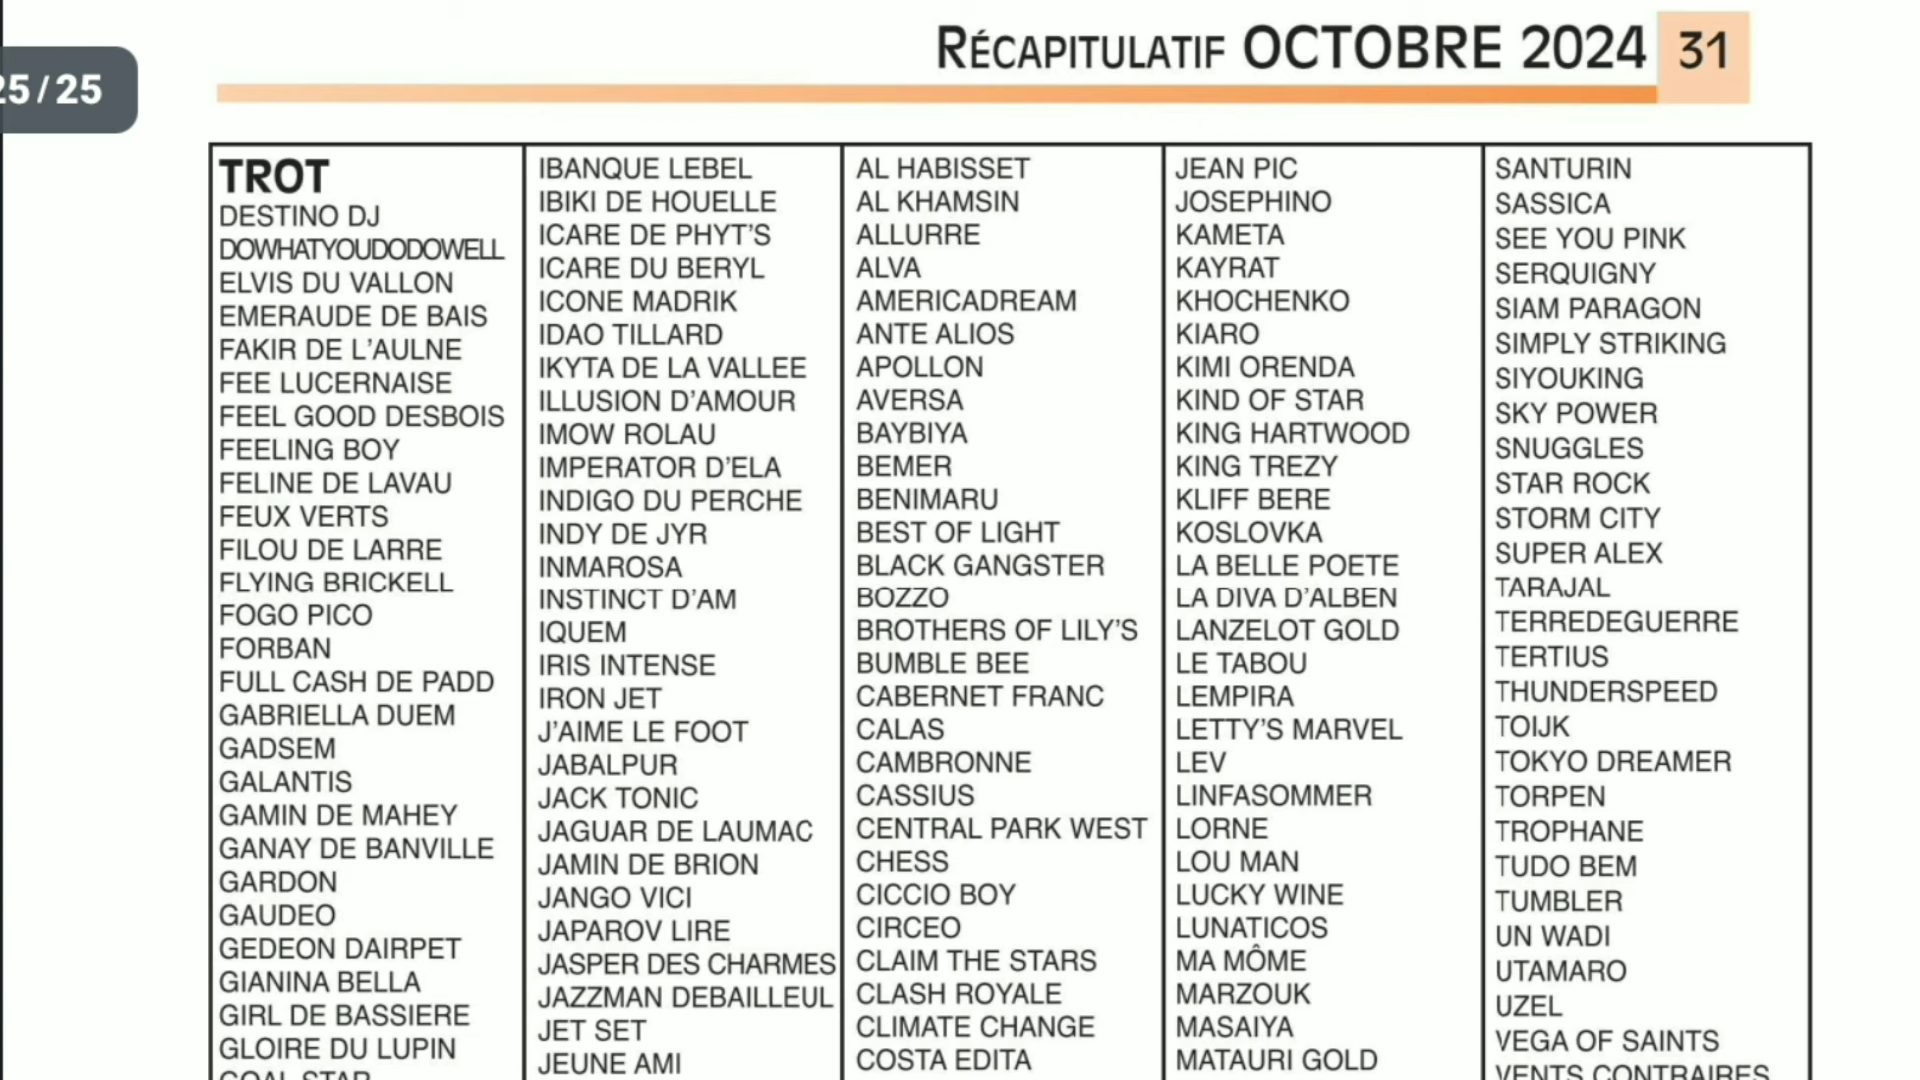 RÉCAPITULATIF OCTOBRE 2024 31
25/25
TROT
DESTINO DJ
DOWHATYOUDODOWELL
ELVIS DU VALLON
EMERAUDE DE BAIS
FAKIR DE L'AULNE
FEE LUCERNAISE
FEEL GOOD DESBOIS
FEELING BOY
FELINE DE LAVAU
FEUX VERTS
FILOU DE LARRE
FLYING BRICKELL
FOGO PICO
FORBAN
FULL CASH DE PADD
GABRIELLA DUEM
GADSEM
GALANTIS
GAMIN DE MAHEY
GANAY DE BANVILLE
GARDON
GAUDEO
GEDEON DAIRPET
GIANINA BELLA
GIRL DE BASSIERE
GLOIRE DU LUPIN
GOAL STAR
IBANQUE LEBEL
IBIKI DE HOUELLE
ICARE DE PHYT'S
ICARE DU BERYL
ICONE MADRIK
IDAO TILLARD
IKYTA DE LA VALLEE
ILLUSION D'AMOUR
IMOW ROLAU
IMPERATOR D'ELA
INDIGO DU PERCHE
INDY DE JYR
INMAROSA
INSTINCT D'AM
IQUEM
IRIS INTENSE
IRON JET
J'AIME LE FOOT
JABALPUR
JACK TONIC
JAGUAR DE LAUMAC
JAMIN DE BRION
JANGO VICI
JAPAROV LIRE
JASPER DES CHARMES
JAZZMAN DEBAILLEUL
JET SET
JEUNE AMI
AL HABISSET
AL KHAMSIN
ALLURRE
ALVA
AMERICADREAM
ANTE ALIOS
APOLLON
AVERSA
BAYBIYA
BEMER
BENIMARU
BEST OF LIGHT
BLACK GANGSTER
BOZZO
BROTHERS OF LILY'S
BUMBLE BEE
CABERNET FRANC
CALAS
CAMBRONNE
CASSIUS
CENTRAL PARK WEST
CHESS
CICCIO BOY
CIRCEO
CLAIM THE STARS
CLASH ROYALE
CLIMATE CHANGE
COSTA EDITA
JEAN PIC
JOSEPHINO
KAMETA
KAYRAT
KHOCHENKO
KIARO
KIMI ORENDA
KIND OF STAR
KING HARTWOOD
KING TREZY
KLIFF BERE
KOSLOVKA
LA BELLE POETE
LA DIVA D'ALBEN
LANZELOT GOLD
LE TABOU
LEMPIRA
LETTY'S MARVEL
LEV
LINFASOMMER
LORNE
LOU MAN
LUCKY WINE
LUNATICOS
MA MÔME
MARZOUK
MASAIYA
MATAURI GOLD
SANTURIN
SASSICA
SEE YOU PINK
SERQUIGNY
SIAM PARAGON
SIMPLY STRIKING
SIYOUKING
SKY POWER
SNUGGLES
STAR ROCK
STORM CITY
SUPER ALEX
TARAJAL
TERREDEGUERRE
TERTIUS
THUNDERSPEED
TOIJK
TOKYO DREAMER
TORPEN
TROPHANE
TUDO BEM
TUMBLER
UN WADI
UTAMARO
UZEL
VEGA OF SAINTS
VENTS CONTRAIRES